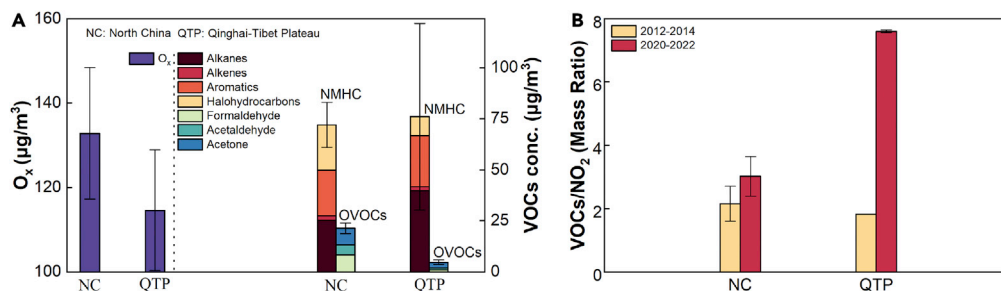 A
B
NC: North China QTP: Qinghai-Tibet Plateau
Oₓ
Alkanes
Alkenes
Aromatics
Halohydrocarbons
Formaldehyde
Acetaldehyde
Acetone
NMHC
NMHC
OVOCs
OVOCs
Oₓ (μg/m³)
160
140
120
100
VOCs conc. (μg/m³)
100
75
50
25
0
NC
QTP
NC
QTP
2012-2014
2020-2022
VOCs/NO₂ (Mass Ratio)
8
6
4
2
0
NC
QTP